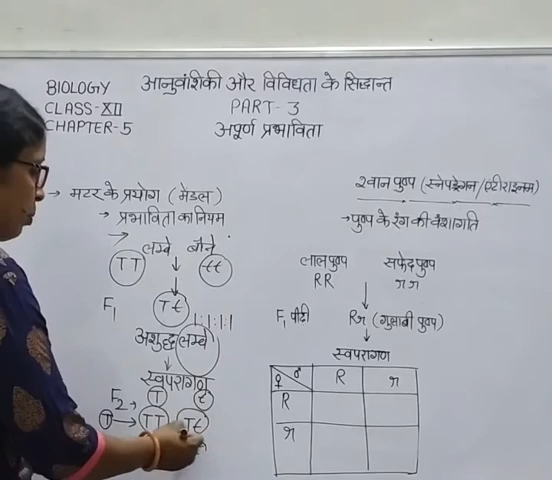 BIOLOGY
CLASS-XII
CHAPTER-5
आनुवंशिकी और विविधता के सिद्धान्त
PART-3
अपूर्ण प्रभाविता
→ मटर के प्रयोग (मेंडल)
→ प्रभाविता का नियम
→
लम्बे बौने
TT tt
F₁ Tt
1:1:1:1
अशुद्ध लम्बे
स्वपरागण
F₂ → T t
T → TT Tt
श्वान पुष्प (स्नेपड्रेगन/एंटीराइनम)
→ पुष्प के रंग की वंशागति
लाल पुष्प सफेद पुष्प
RR rr
F₁ पीढ़ी Rr (गुलाबी पुष्प)
स्वपरागण
♀ ♂ R r
R
r